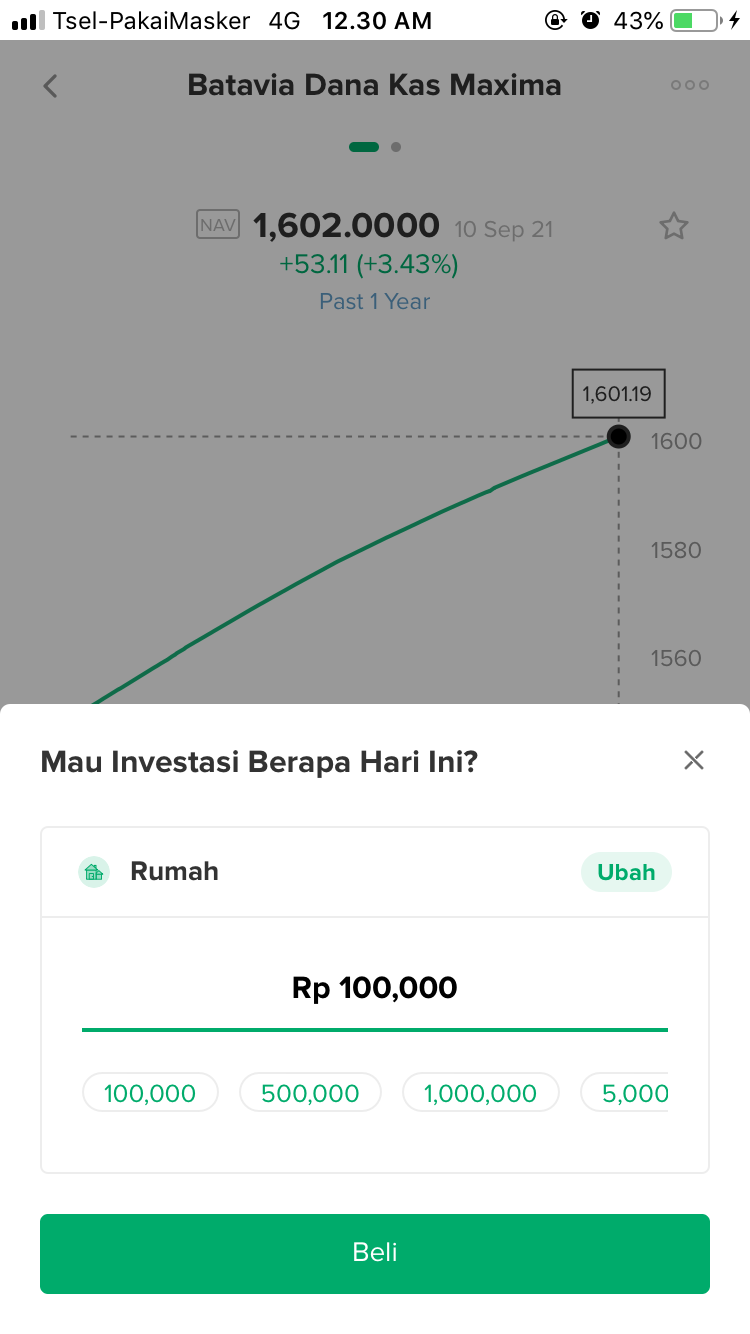 Tsel-PakaiMasker 4G 12.30 AM 43%
Batavia Dana Kas Maxima
NAV 1,602.0000 10 Sep 21
+53.11 (+3.43%)
Past 1 Year
1,601.19
1600
1580
1560
Mau Investasi Berapa Hari Ini?
Rumah Ubah
Rp 100,000
100,000 500,000 1,000,000 5,000
Beli